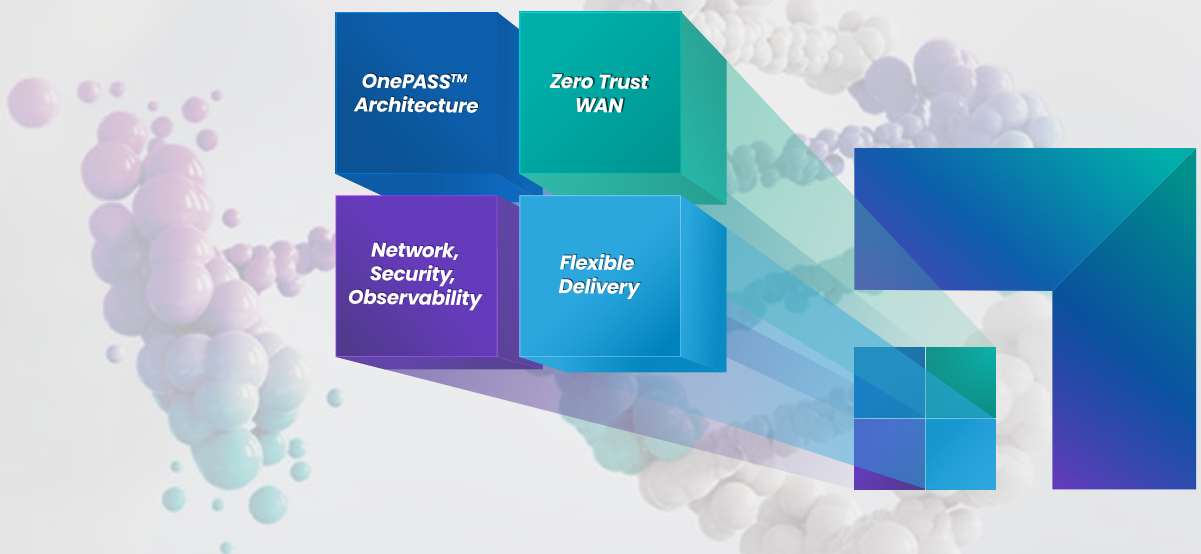 OnePASS™
Architecture
Zero Trust
WAN
Network,
Security,
Observability
Flexible
Delivery